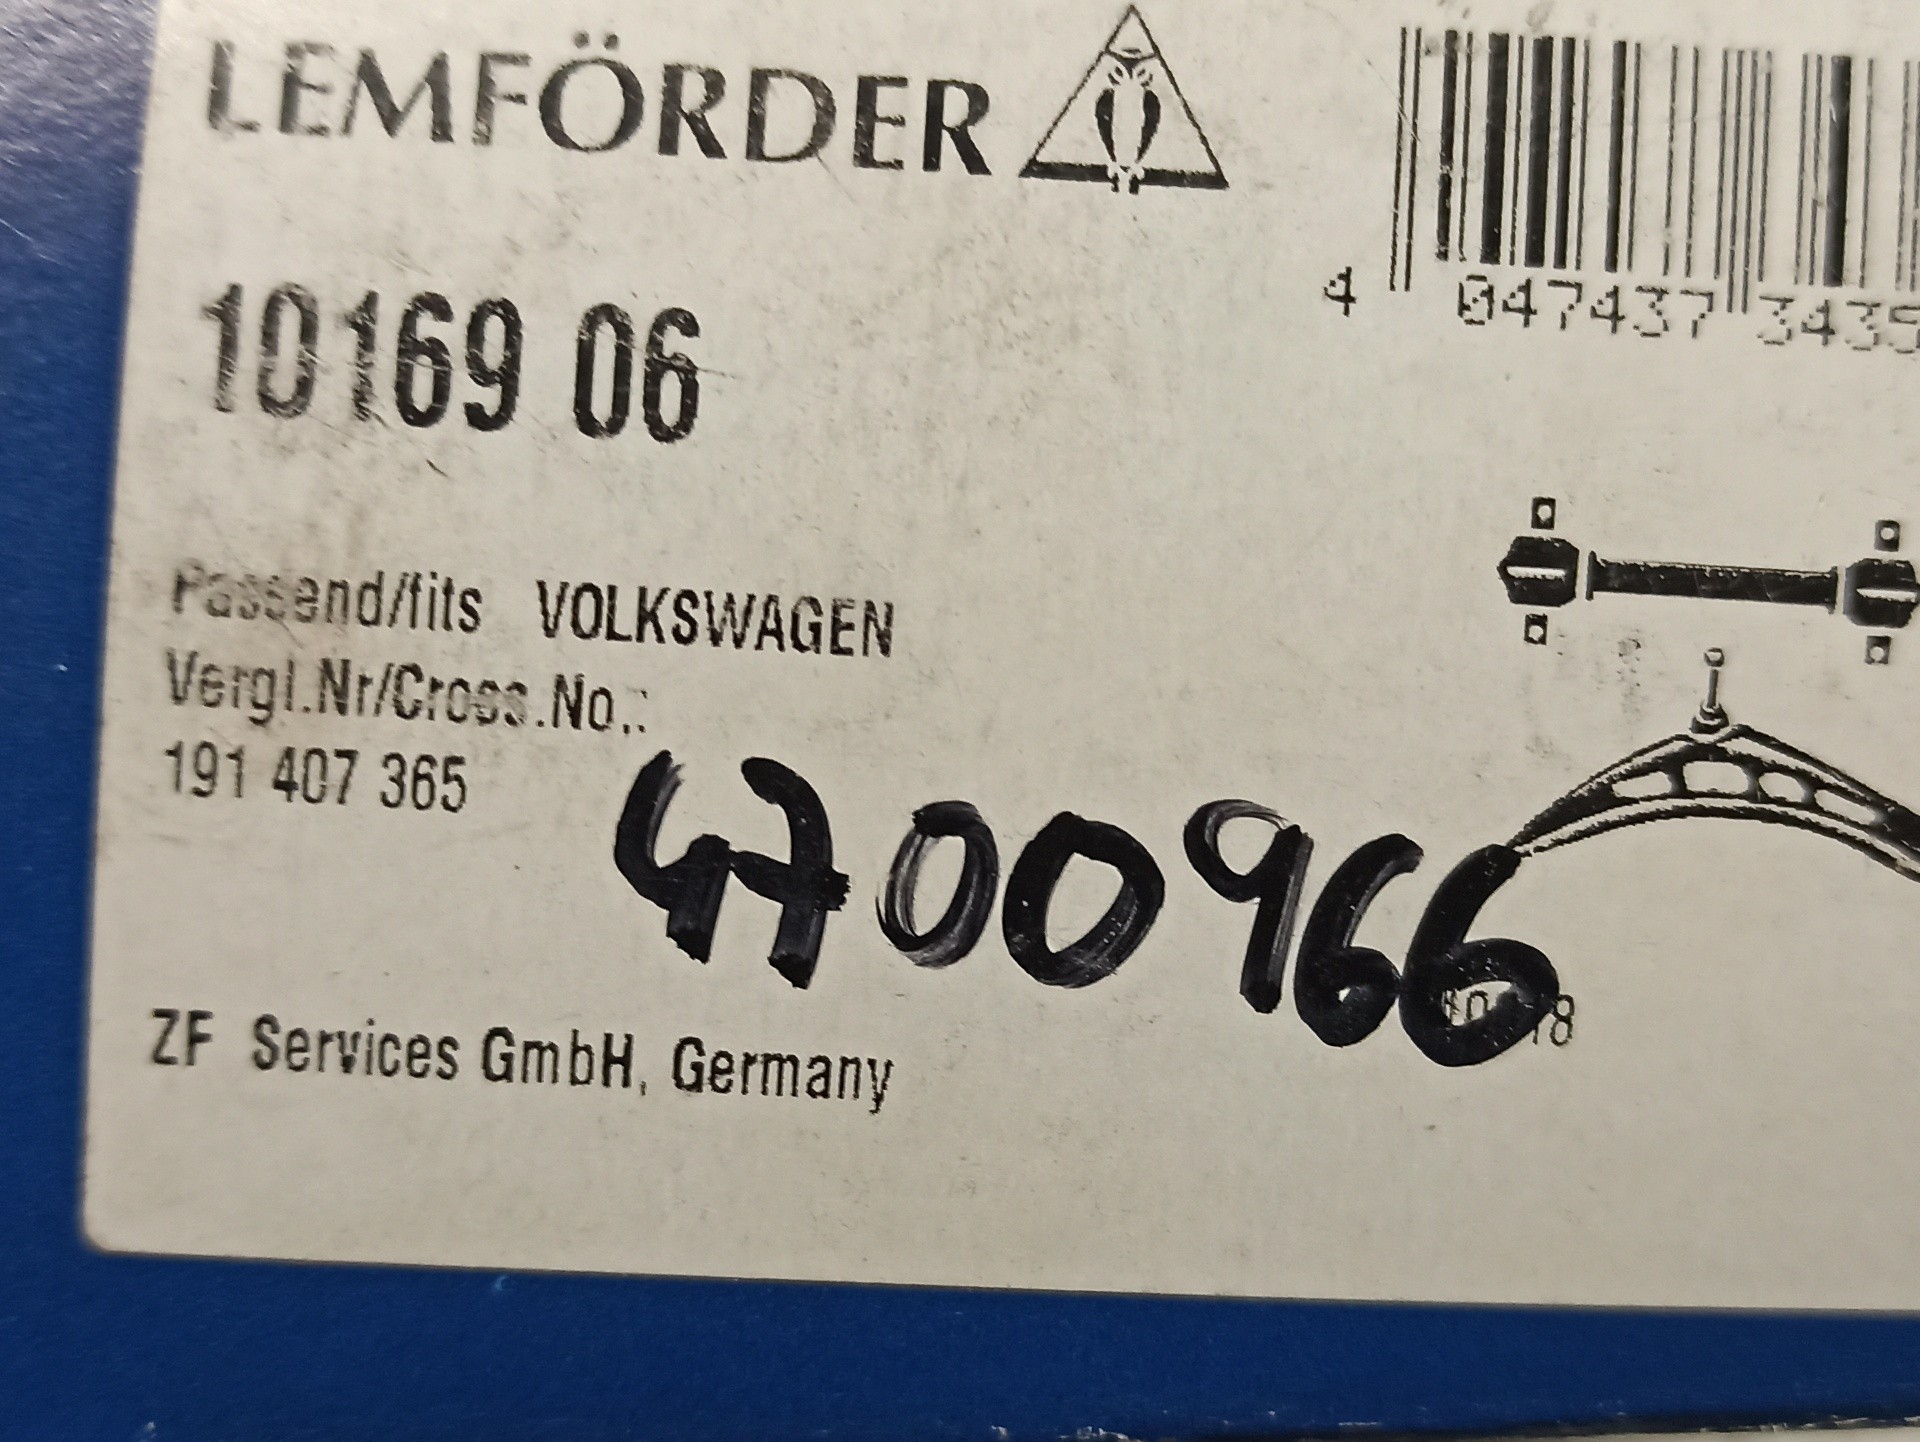 LEMFÖRDER
4 047437 3435
10169 06
Passend/fits VOLKSWAGEN
Vergl.Nr/Cross.No.:
191 407 365
4700966
ZF Services GmbH, Germany